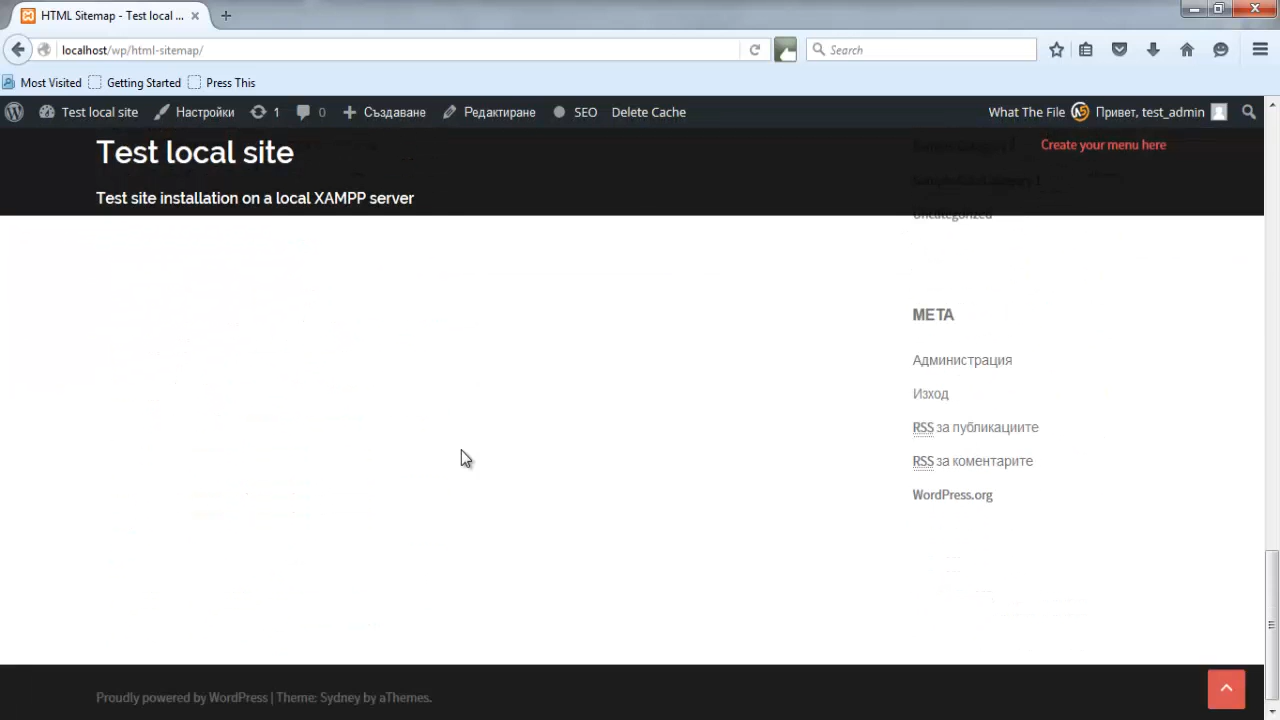 HTML Sitemap - Test local ...
localhost/wp/html-sitemap/
Search
Most Visited
Getting Started
Press This
Test local site
Настройки
1
0
Създаване
Редактиране
SEO
Delete Cache
What The File
Привет, test_admin
Test local site
Create your menu here
Test site installation on a local XAMPP server
Uncategorized
META
Администрация
Изход
RSS за публикациите
RSS за коментарите
WordPress.org
Proudly powered by WordPress | Theme: Sydney by aThemes.